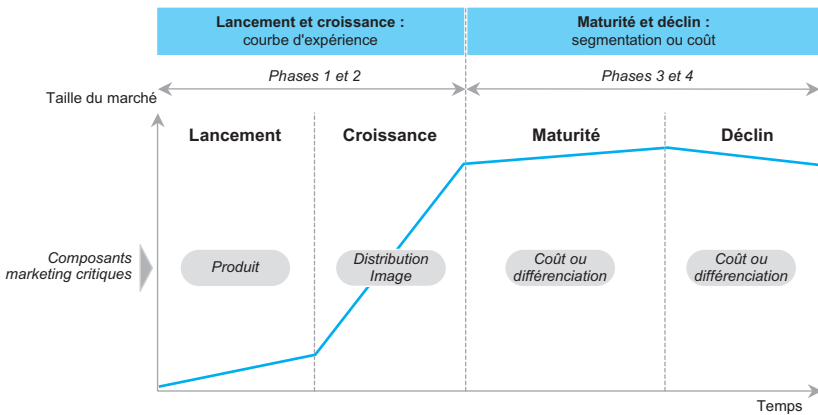 Lancement et croissance :
courbe d'expérience
Maturité et déclin :
segmentation ou coût
Phases 1 et 2
Phases 3 et 4
Taille du marché
Lancement
Croissance
Maturité
Déclin
Composants
marketing critiques
Produit
Distribution
Image
Coût ou
différenciation
Coût ou
différenciation
Temps